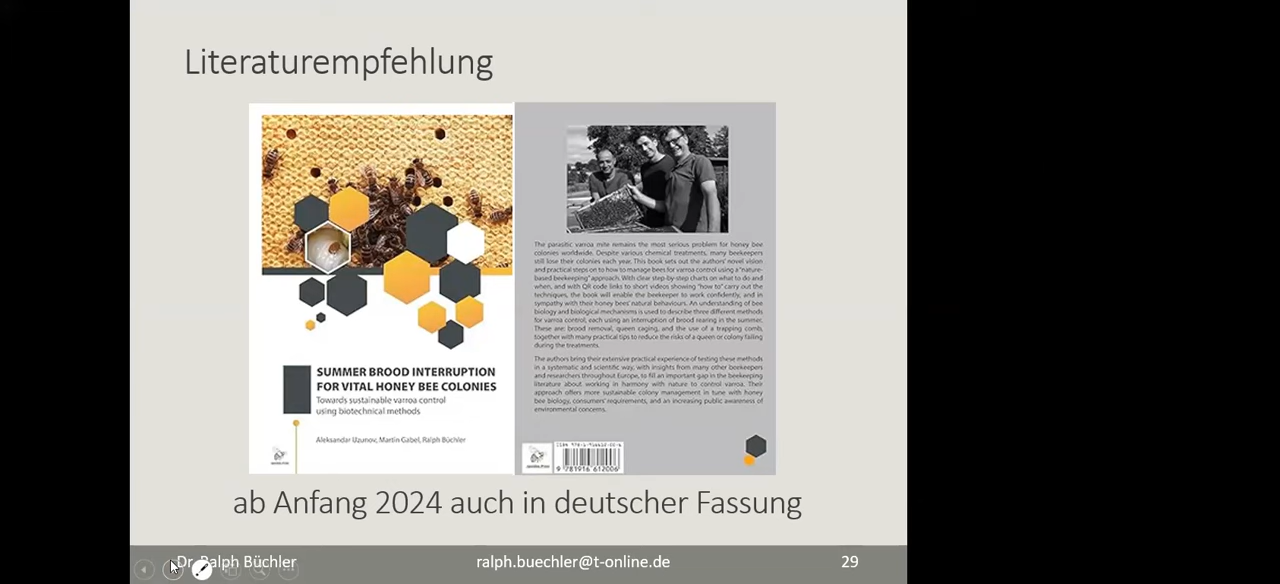 Literaturempfehlung
SUMMER BROOD INTERRUPTION
FOR VITAL HONEY BEE COLONIES
Towards sustainable varroa control
using biotechnical methods
Aleksandar Uzunov, Martin Gabel, Ralph Büchler
The parasitic varroa mite remains the most serious problem for honey bee
colonies worldwide. Despite various chemical treatments, many beekeepers
still lose their colonies each year. This book sets out the authors' novel vision
and practical steps on to how to manage bees for varroa control using a "nature-
based beekeeping" approach. With clear step-by-step charts on what to do and
when, and with QR code links to short videos showing "how to" carry out the
techniques, the book will enable the beekeeper to work confidently, and in
sympathy with their honey bees' natural behaviours. An understanding of bee
biology and biological mechanisms is used to describe three different methods
for varroa control, each using an interruption of brood rearing in the summer.
These are: brood removal, queen caging, and the use of a trapping comb,
together with many practical tips to reduce the risks of a queen or colony failing
during the treatments.
The authors bring their extensive practical experience of testing these methods
in a systematic and scientific way, with insights from many other beekeepers
and researchers throughout Europe, to fill an important gap in the beekeeping
literature about working in harmony with nature to control varroa. Their
approach offers more sustainable colony management in tune with honey
bee biology, consumers' requirements, and an increasing public awareness of
environmental concerns.
9 781916 612006
ab Anfang 2024 auch in deutscher Fassung
Dr. Ralph Büchler
ralph.buechler@t-online.de
29